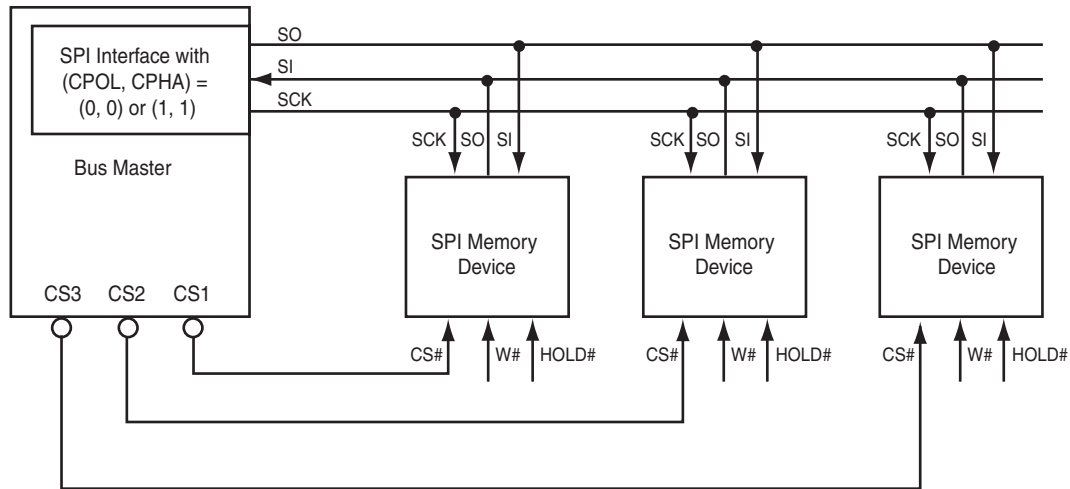 SPI Interface with
(CPOL, CPHA) =
(0, 0) or (1, 1)
Bus Master
SO
SI
SCK
CS3 CS2 CS1
SCK SO SI
SCK SO SI
SCK SO SI
SPI Memory
Device
SPI Memory
Device
SPI Memory
Device
CS# W# HOLD#
CS# W# HOLD#
CS# W# HOLD#